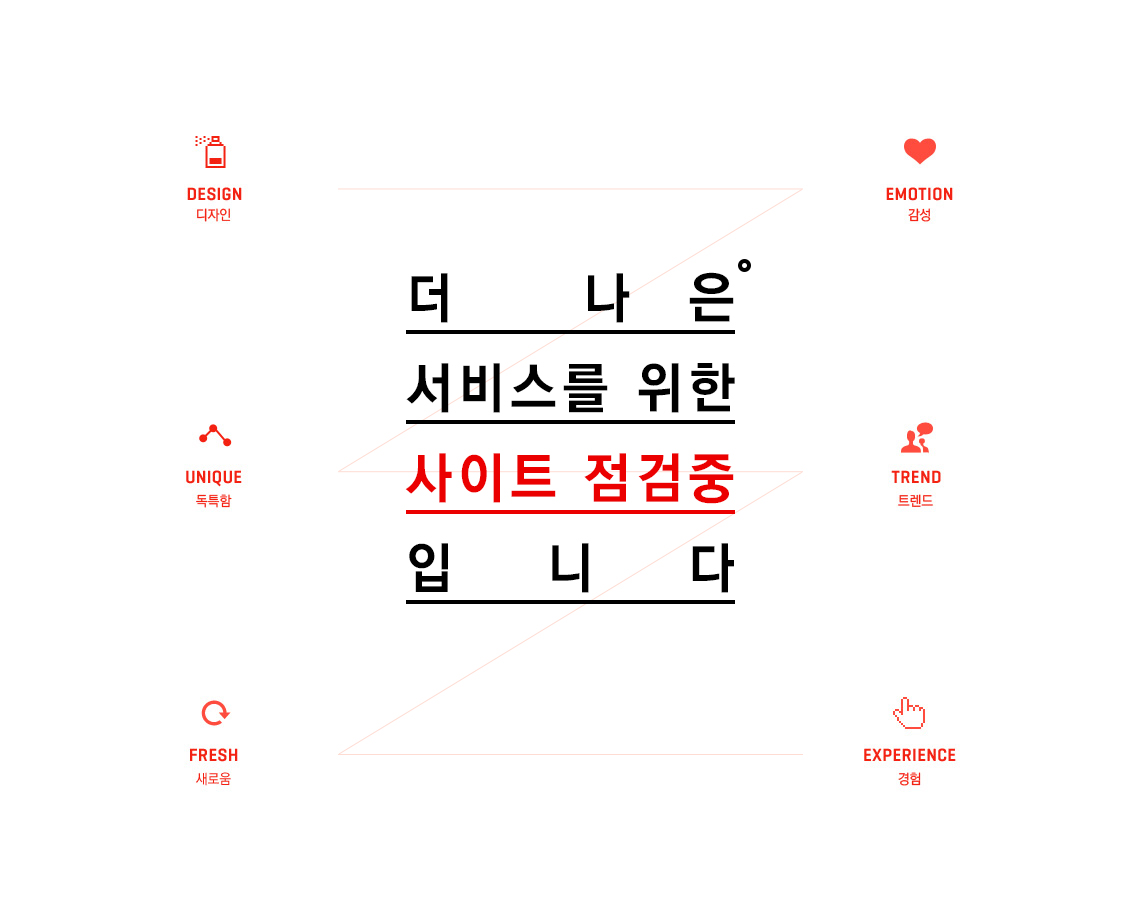 DESIGN
디자인
EMOTION
감성
더 나은
서비스를 위한
사이트 점검중
입니다
UNIQUE
독특함
TREND
트렌드
FRESH
새로움
EXPERIENCE
경험